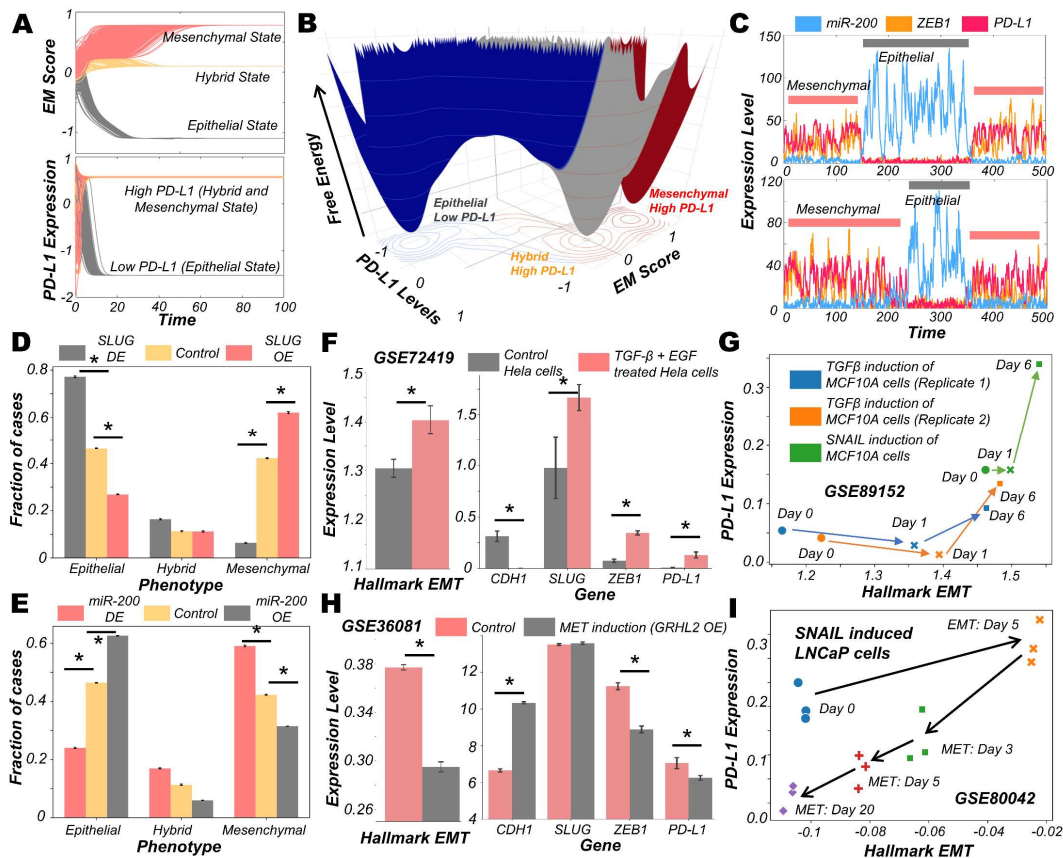 A
EM Score
1
0
-1
Mesenchymal State
Hybrid State
Epithelial State
PD-L1 Expression
1
0
-1
-2
High PD-L1 (Hybrid and
Mesenchymal State)
Low PD-L1 (Epithelial State)
0 20 40 60 80 100
Time
B
Free Energy
Epithelial
Low PD-L1
Mesenchymal
High PD-L1
Hybrid
High PD-L1
-1
0
1
PD-L1 Levels
1
0
-1
EM Score
C
miR-200 ZEB1 PD-L1
Expression Level
150
100
50
0
Mesenchymal
Epithelial
0 100 200 300 400 500
120
80
40
0
Mesenchymal
Epithelial
0 100 200 300 400 500
Time
D
SLUG DE
Control
SLUG OE
Fraction of cases
0.8
0.4
0
* * * *
Epithelial Hybrid Mesenchymal
Phenotype
E
miR-200 DE
Control
miR-200 OE
Fraction of cases
0.6
0.4
0.2
0
* * * *
Epithelial Hybrid Mesenchymal
Phenotype
F
GSE72419
Control
Hela cells
TGF-β + EGF
treated Hela cells
Expression Level
1.5
1.4
1.3
1.2
1.1
*
Hallmark EMT
1.5
1
0.5
0
* * * *
CDH1 SLUG ZEB1 PD-L1
Gene
G
TGFβ induction of
MCF10A cells (Replicate 1)
TGFβ induction of
MCF10A cells (Replicate 2)
SNAIL induction of
MCF10A cells
GSE89152
PD-L1 Expression
0.3
0.2
0.1
0.0
Day 6
Day 0
Day 1
Day 6
Day 6
Day 0
Day 1
Day 0
Day 1
1.2 1.3 1.4 1.5
Hallmark EMT
H
GSE36081
Control
MET induction (GRHL2 OE)
Expression Level
0.38
0.34
0.30
0.26
*
Hallmark EMT
12
8
4
0
* * *
CDH1 SLUG ZEB1 PD-L1
Gene
I
SNAIL induced
LNCaP cells
PD-L1 Expression
0.3
0.2
0.1
0.0
EMT: Day 5
Day 0
MET: Day 3
MET: Day 5
MET: Day 20
GSE80042
-0.1 -0.08 -0.06 -0.04 -0.02
Hallmark EMT